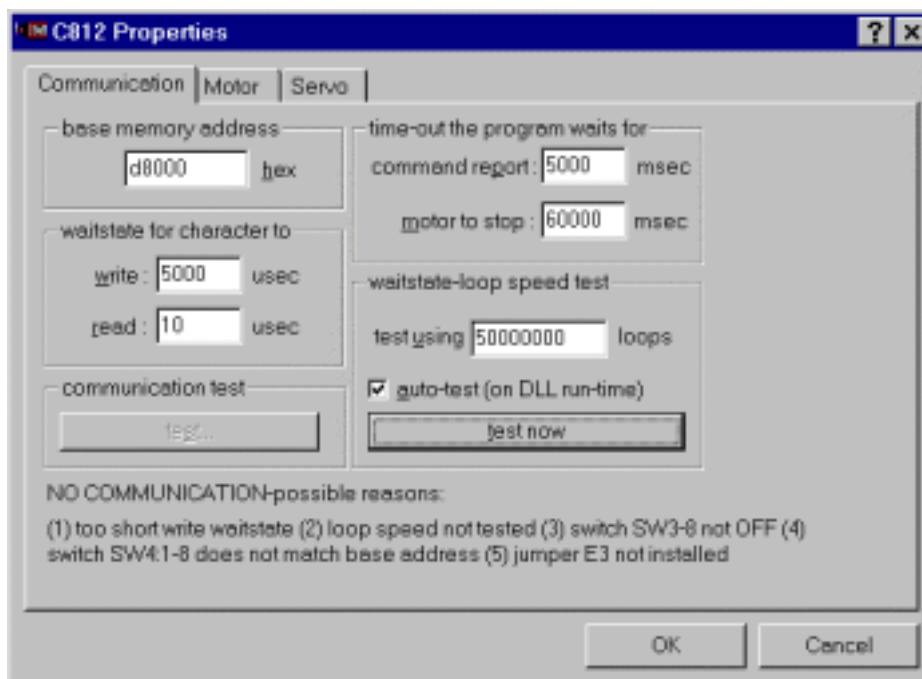 C812 Properties
Communication Motor Servo
base memory address
d8000 hex
waitstate for character to
write : 5000 usec
read : 10 usec
communication test
test...
time-out the program waits for
command report : 5000 msec
motor to stop : 60000 msec
waitstate-loop speed test
test using 50000000 loops
auto-test (on DLL run-time)
test now
NO COMMUNICATION-possible reasons:
(1) too short write waitstate (2) loop speed not tested (3) switch SW3-8 not OFF (4)
switch SW4:1-8 does not match base address (5) jumper E3 not installed
OK Cancel